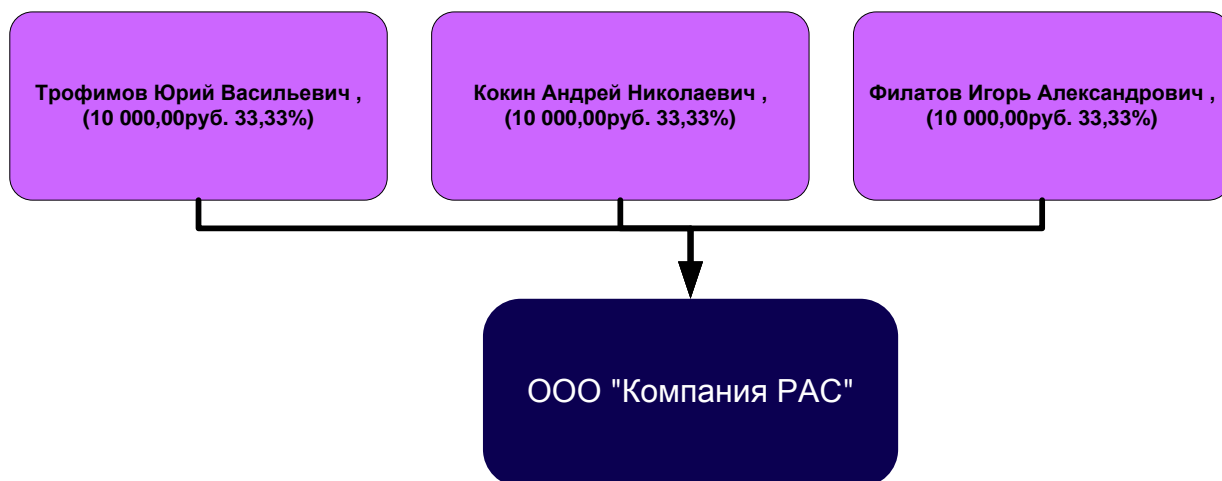 Трофимов Юрий Васильевич ,
(10 000,00руб. 33,33%)
Кокин Андрей Николаевич ,
(10 000,00руб. 33,33%)
Филатов Игорь Александрович ,
(10 000,00руб. 33,33%)
ООО "Компания РАС"